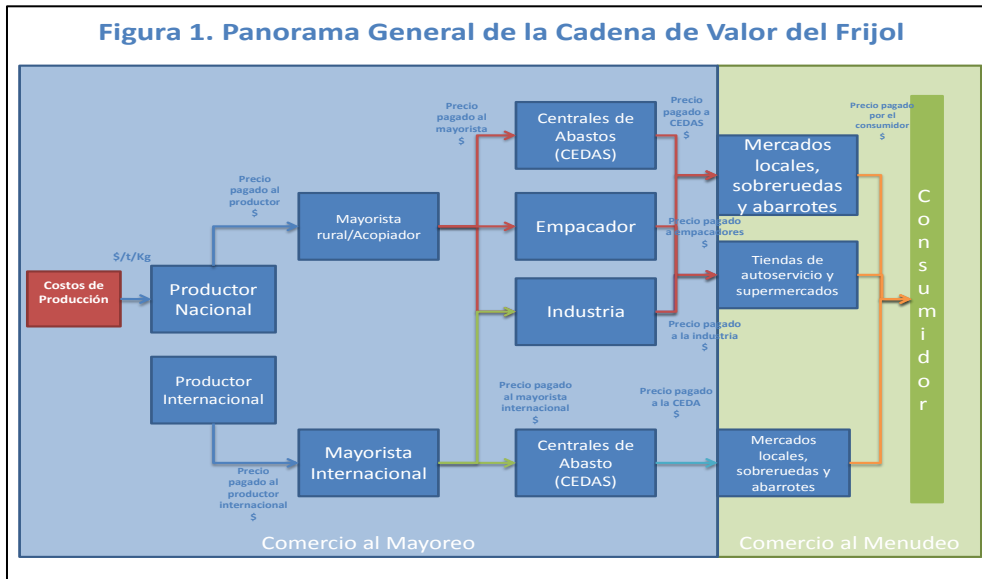 Figura 1. Panorama General de la Cadena de Valor del Frijol
Precio
pagado al
mayorista
$
Centrales de
Abastos
(CEDAS)
Precio
pagado a
CEDAS
$
Precio pagado
por el
consumidor
$
Mercados
locales,
sobreruedas
y abarrotes
Precio
pagado al
productor
$
Mayorista
rural/Acopiador
Empacador
Precio pagado
a empacadores
$
$/t/Kg
Costos de
Producción
Productor
Nacional
Industria
Tiendas de
autoservicio y
supermercados
Precio pagado
a la industria
$
Consumidor
Productor
Internacional
Precio pagado
al mayorista
internacional
$
Precio pagado
a la CEDA
$
Mayorista
Internacional
Centrales de
Abasto
(CEDAS)
Mercados
locales,
sobreruedas y
abarrotes
Precio
pagado al
productor
internacional
$
Comercio al Mayoreo
Comercio al Menudeo